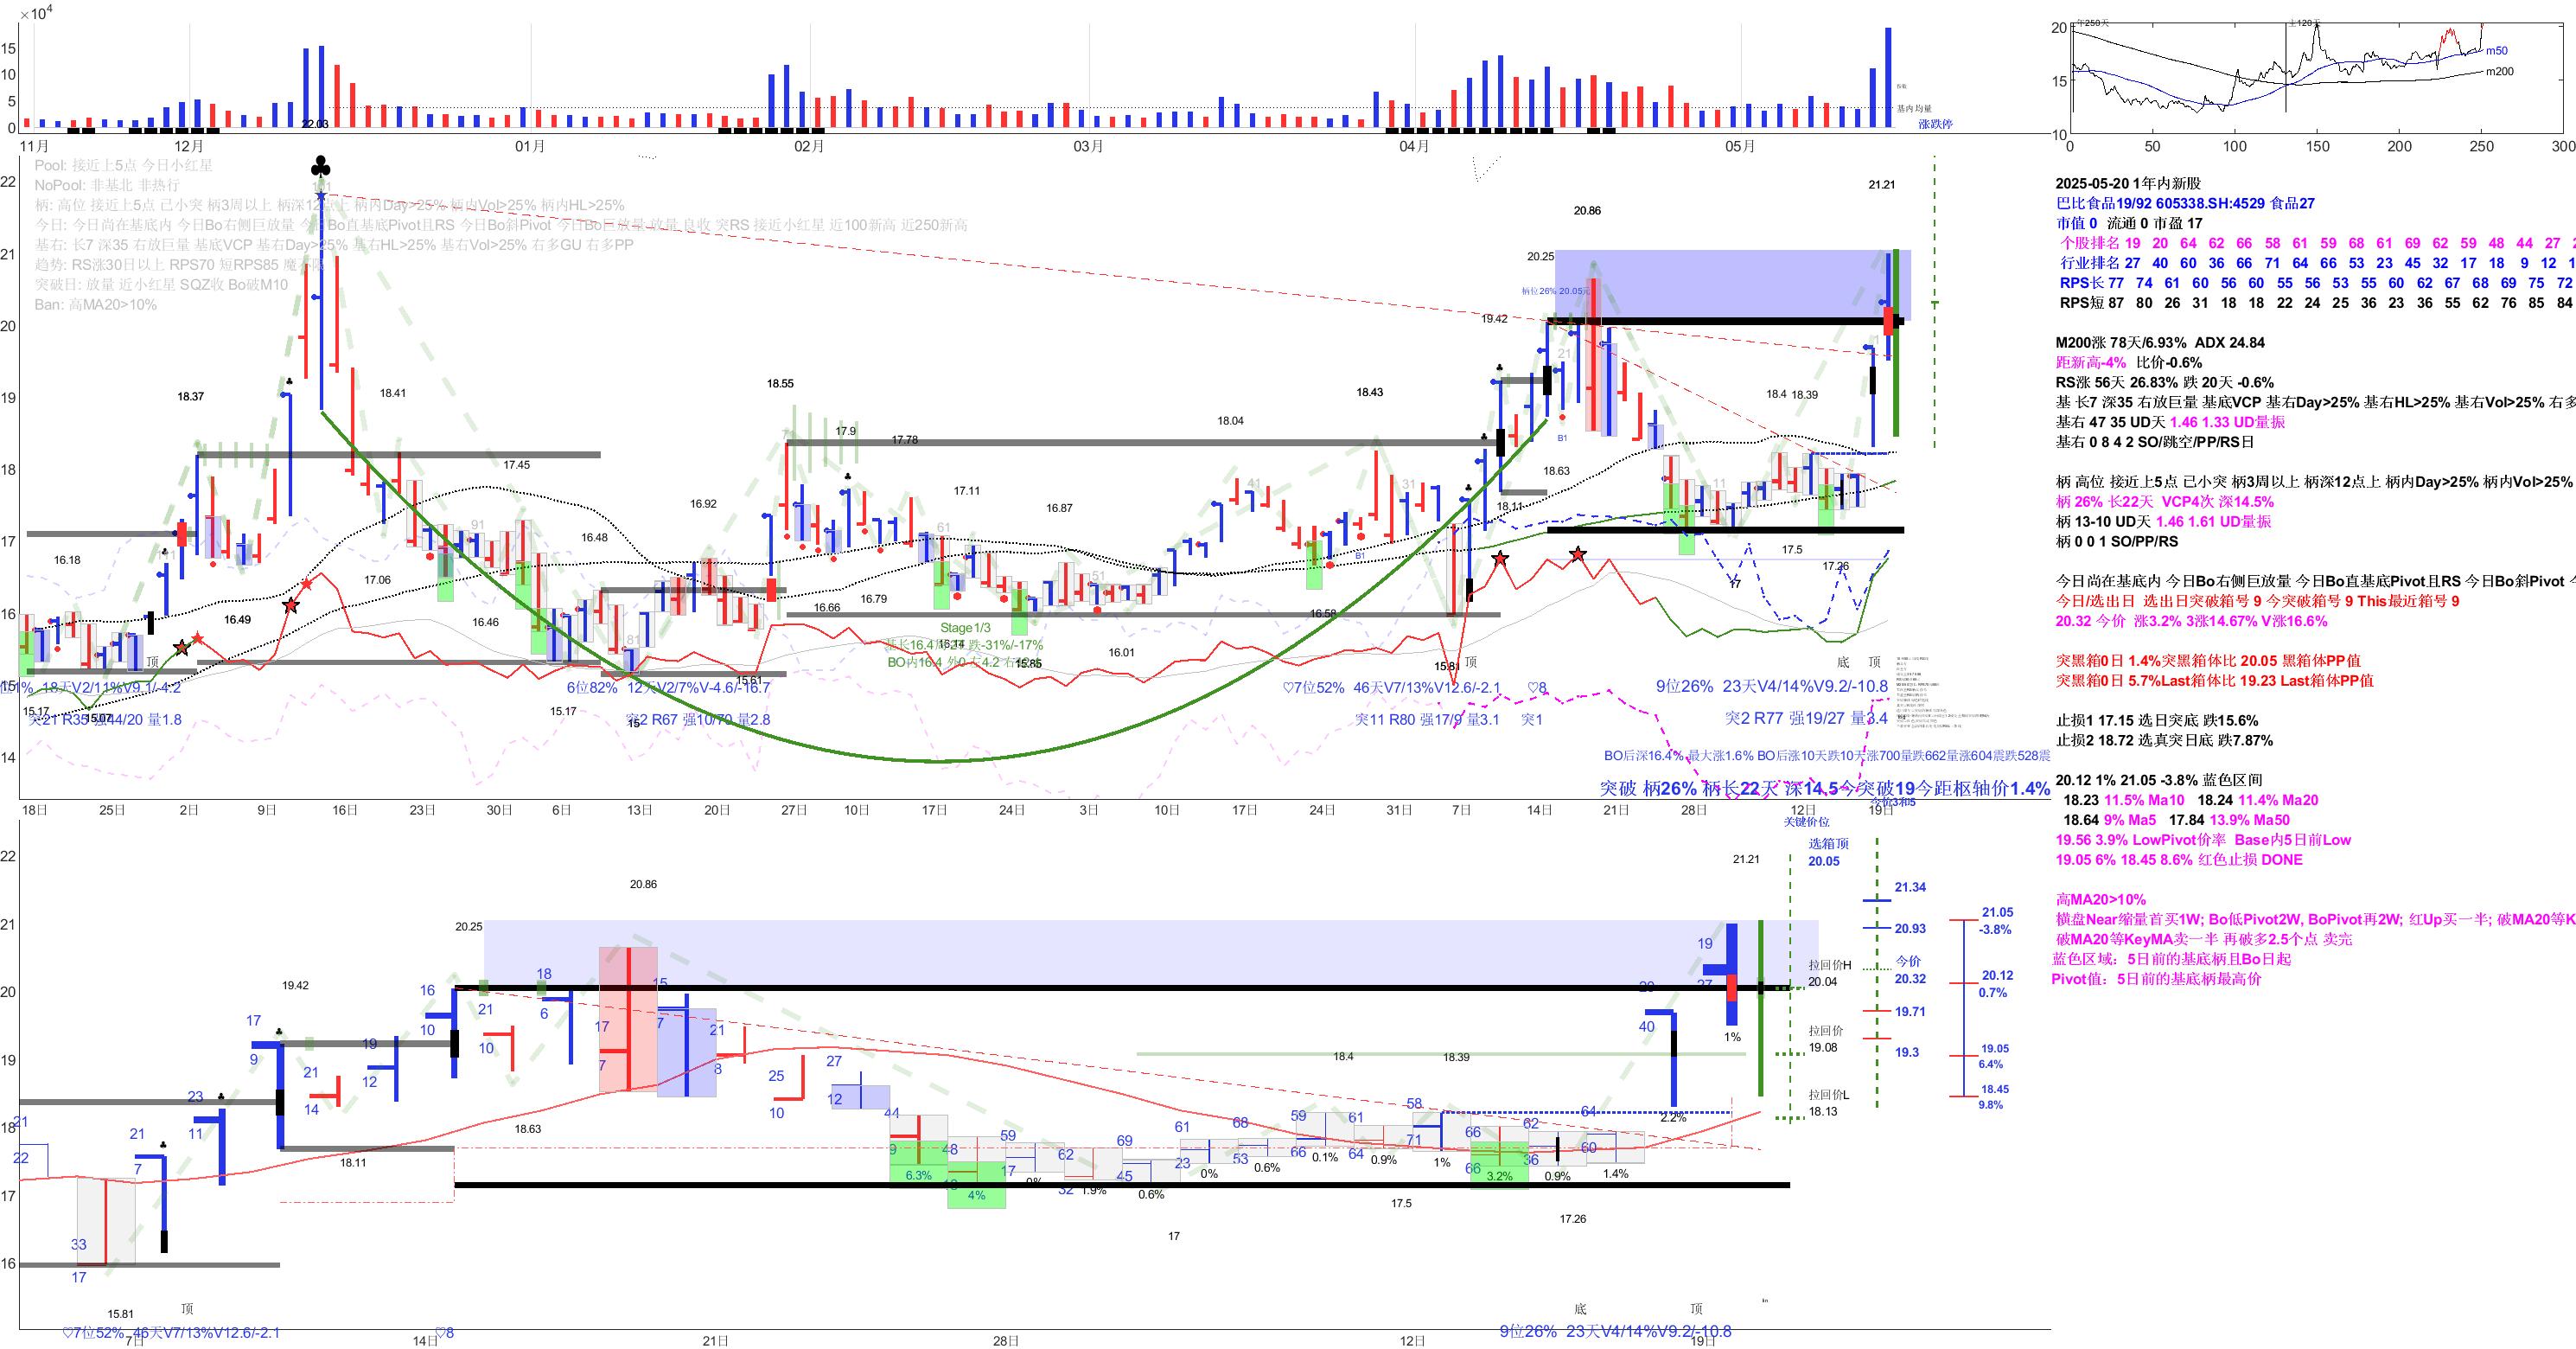 ×10⁴
15
10
5
0
22.03
基内均量
涨跌停
11月 12月 01月 02月 03月 04月 05月
Pool: 接近上5点 今日小红星
NoPool: 非基北 非热行
柄: 高位 接近上5点 己小突 柄3周以上 柄深12点上 柄内Day>25% 柄内Vol>25% 柄内HL>25%
今日: 今日尚在基底内 今日Bo右侧巨放量 今日Bo直基底Pivot且RS 今日Bo斜Pivot 今日Bo巨放量 放量 良收 突RS 接近小红星 近100新高 近250新高
基右: 长7 深35 右放巨量 基底VCP 基右Day>25% 基右HL>25% 基右Vol>25% 右多GU 右多PP
趋势: RS涨30日以上 RPS70 短RPS85 魔不限
突破日: 放量 近小红星 SQZ收 Bo破M10
Ban: 高MA20>10%
22
21
20
19
18
17
16
15
14
21.21
20.86
20.25
柄位26% 20.05元
19.42
18.37
18.41
18.55
18.43
18.4 18.39
18.04
17.9
17.78
17.45
18.63
18.11
17.11
16.92
16.87
16.48
16.18
17.06
16.49
16.46
16.66
16.79
16.58
17.5
17.26
17
16.01
15.81
15.61
15.17
15.17
15.07
15
91
81
61
51
41
31
21
11
B1
B1
Stage1/3
顶
顶
底 顶
6位82% 12天V2/7%V-4.6/-16.7
♡7位52% 46天V7/13%V12.6/-2.1 ♡8
9位26% 23天V4/14%V9.2/-10.8
突21 R35 强44/20 量1.8
突2 R67 强10/70 量2.8
突11 R80 强17/9 量3.1 突1
突2 R77 强19/27 量3.4
BO后深16.4% 最大涨1.6% BO后涨10天跌10天涨700量跌662量涨604震跌528震
突破 柄26% 柄长22天 深14.5今突破19今距枢轴价1.4%
18日 25日 2日 9日 16日 23日 30日 6日 13日 20日 27日 10日 17日 24日 3日 10日 17日 24日 31日 7日 14日 21日 28日 12日 19日
关键价位
选箱顶
20.05
22
21
20
19
18
17
16
21.21
20.86
20.25
19.42
18.63
18.11
18.4
18.39
17.5
17.26
17
15.81
6.3%
4%
0%
1.9%
0.6%
0%
0.6%
0.1%
0.9%
1%
3.2%
0.9%
1.4%
2.2%
1%
拉回价H
20.04
拉回价
19.08
拉回价L
18.13
21.34
20.93
今价
20.32
19.71
19.3
21.05
-3.8%
20.12
0.7%
19.05
6.4%
18.45
9.8%
顶
底 顶
♡7位52% 46天V7/13%V12.6/-2.1 ♡8
9位26% 23天V4/14%V9.2/-10.8
7日 14日 21日 28日 12日 19日
20
15
10
年250天
上120天
m50
m200
0 50 100 150 200 250 300
2025-05-20 1年内新股
巴比食品19/92 605338.SH:4529 食品27
市值 0 流通 0 市盈 17
个股排名 19 20 64 62 66 58 61 59 68 61 69 62 59 48 44 27
行业排名 27 40 60 36 66 71 64 66 53 23 45 32 17 18 9 12
RPS长 77 74 61 60 56 60 55 56 53 55 60 62 67 68 69 75 72
RPS短 87 80 26 31 18 18 22 24 25 36 23 36 55 62 76 85 84
M200涨 78天/6.93% ADX 24.84
距新高-4% 比价-0.6%
RS涨 56天 26.83% 跌 20天 -0.6%
基 长7 深35 右放巨量 基底VCP 基右Day>25% 基右HL>25% 基右Vol>25% 右多
基右 47 35 UD天 1.46 1.33 UD量振
基右 0 8 4 2 SO/跳空/PP/RS日
柄 高位 接近上5点 己小突 柄3周以上 柄深12点上 柄内Day>25% 柄内Vol>25%
柄 26% 长22天 VCP4次 深14.5%
柄 13-10 UD天 1.46 1.61 UD量振
柄 0 0 1 SO/PP/RS
今日尚在基底内 今日Bo右侧巨放量 今日Bo直基底Pivot且RS 今日Bo斜Pivot
今日/选出日 选出日突破箱号 9 今突破箱号 9 This最近箱号 9
20.32 今价 涨3.2% 3涨14.67% V涨16.6%
突黑箱0日 1.4%突黑箱体比 20.05 黑箱体PP值
突黑箱0日 5.7%Last箱体比 19.23 Last箱体PP值
止损1 17.15 选日突底 跌15.6%
止损2 18.72 选真突日底 跌7.87%
20.12 1% 21.05 -3.8% 蓝色区间
18.23 11.5% Ma10 18.24 11.4% Ma20
18.64 9% Ma5 17.84 13.9% Ma50
19.56 3.9% LowPivot价率 Base内5日前Low
19.05 6% 18.45 8.6% 红色止损 DONE
高MA20>10%
横盘Near缩量首买1W; Bo低Pivot2W, BoPivot再2W; 红Up买一半; 破MA20等K
破MA20等KeyMA卖一半 再破多2.5个点 卖完
蓝色区域: 5日前的基底柄且Bo日起
Pivot值: 5日前的基底柄最高价